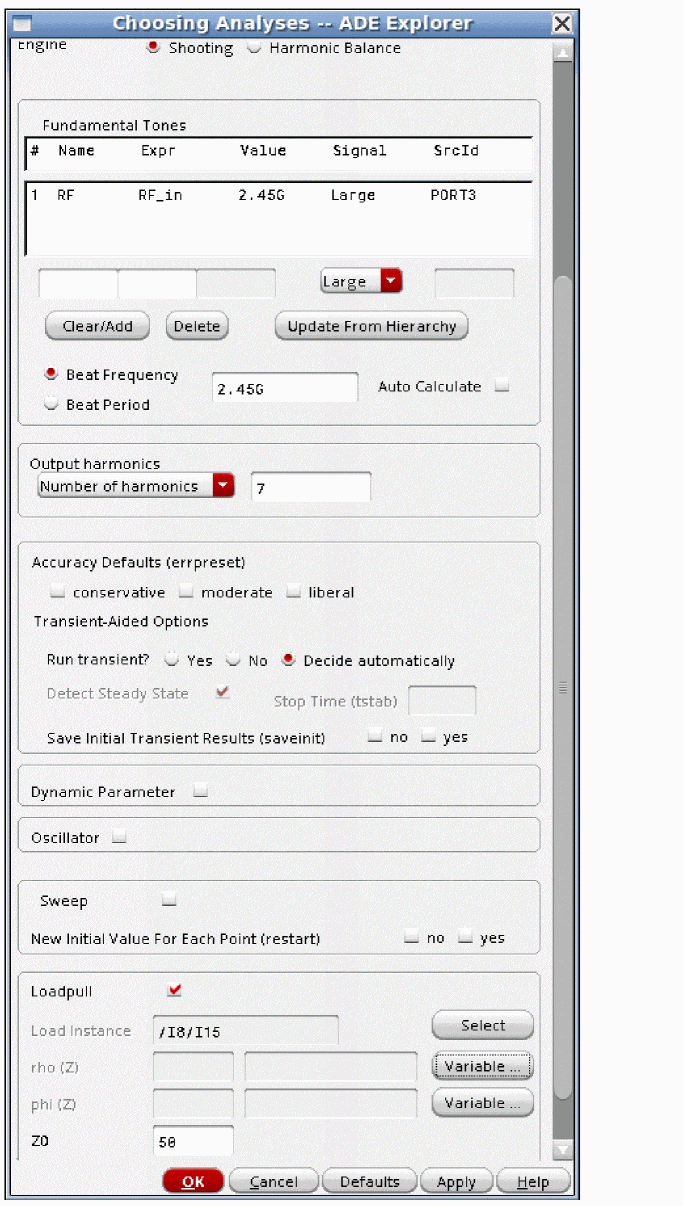 Choosing Analyses -- ADE Explorer
Engine Shooting Harmonic Balance
Fundamental Tones
# Name Expr Value Signal SrcId
1 RF RF_in 2.45G Large PORT3
Large
Clear/Add Delete Update From Hierarchy
Beat Frequency
2.45G Auto Calculate
Beat Period
Output harmonics
Number of harmonics 7
Accuracy Defaults (errpreset)
conservative moderate liberal
Transient-Aided Options
Run transient? Yes No Decide automatically
Detect Steady State Stop Time (tstab)
Save Initial Transient Results (saveinit) no yes
Dynamic Parameter
Oscillator
Sweep
New Initial Value For Each Point (restart) no yes
Loadpull
Load Instance /I8/I15 Select
rho (Z) Variable ...
phi (Z) Variable ...
Z0 50
OK Cancel Defaults Apply Help